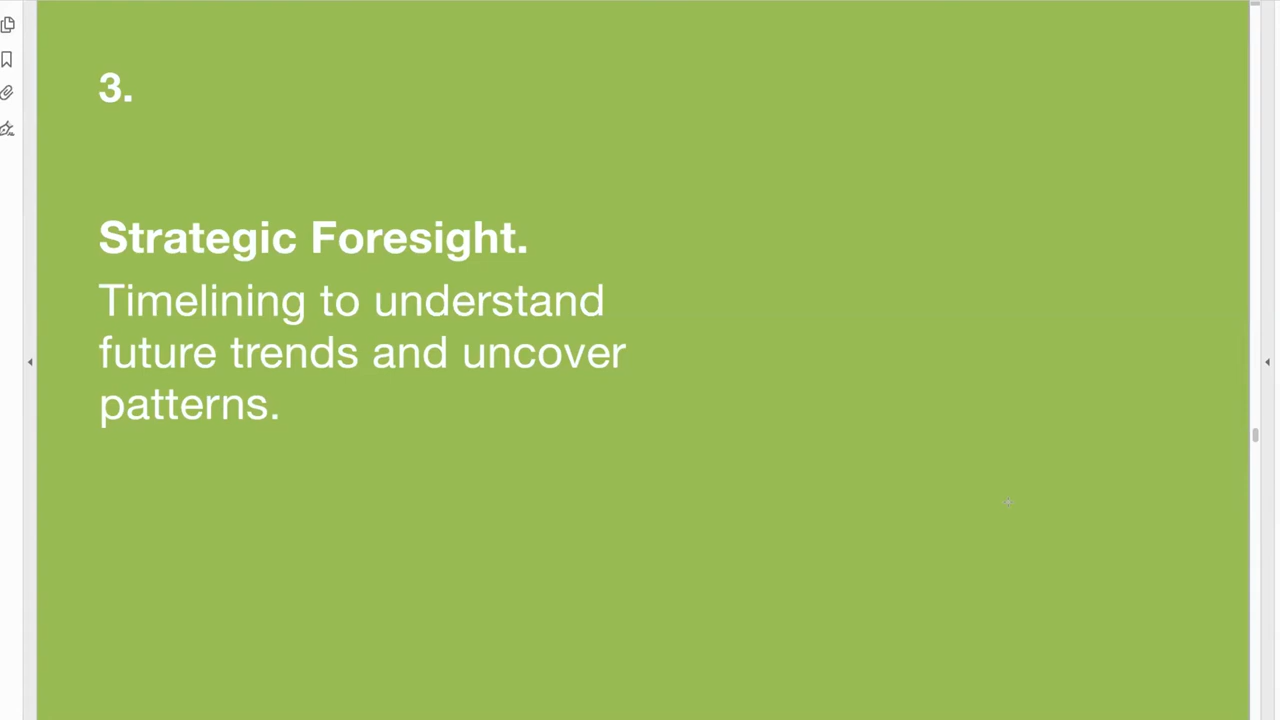 3.
Strategic Foresight.
Timelining to understand
future trends and uncover
patterns.